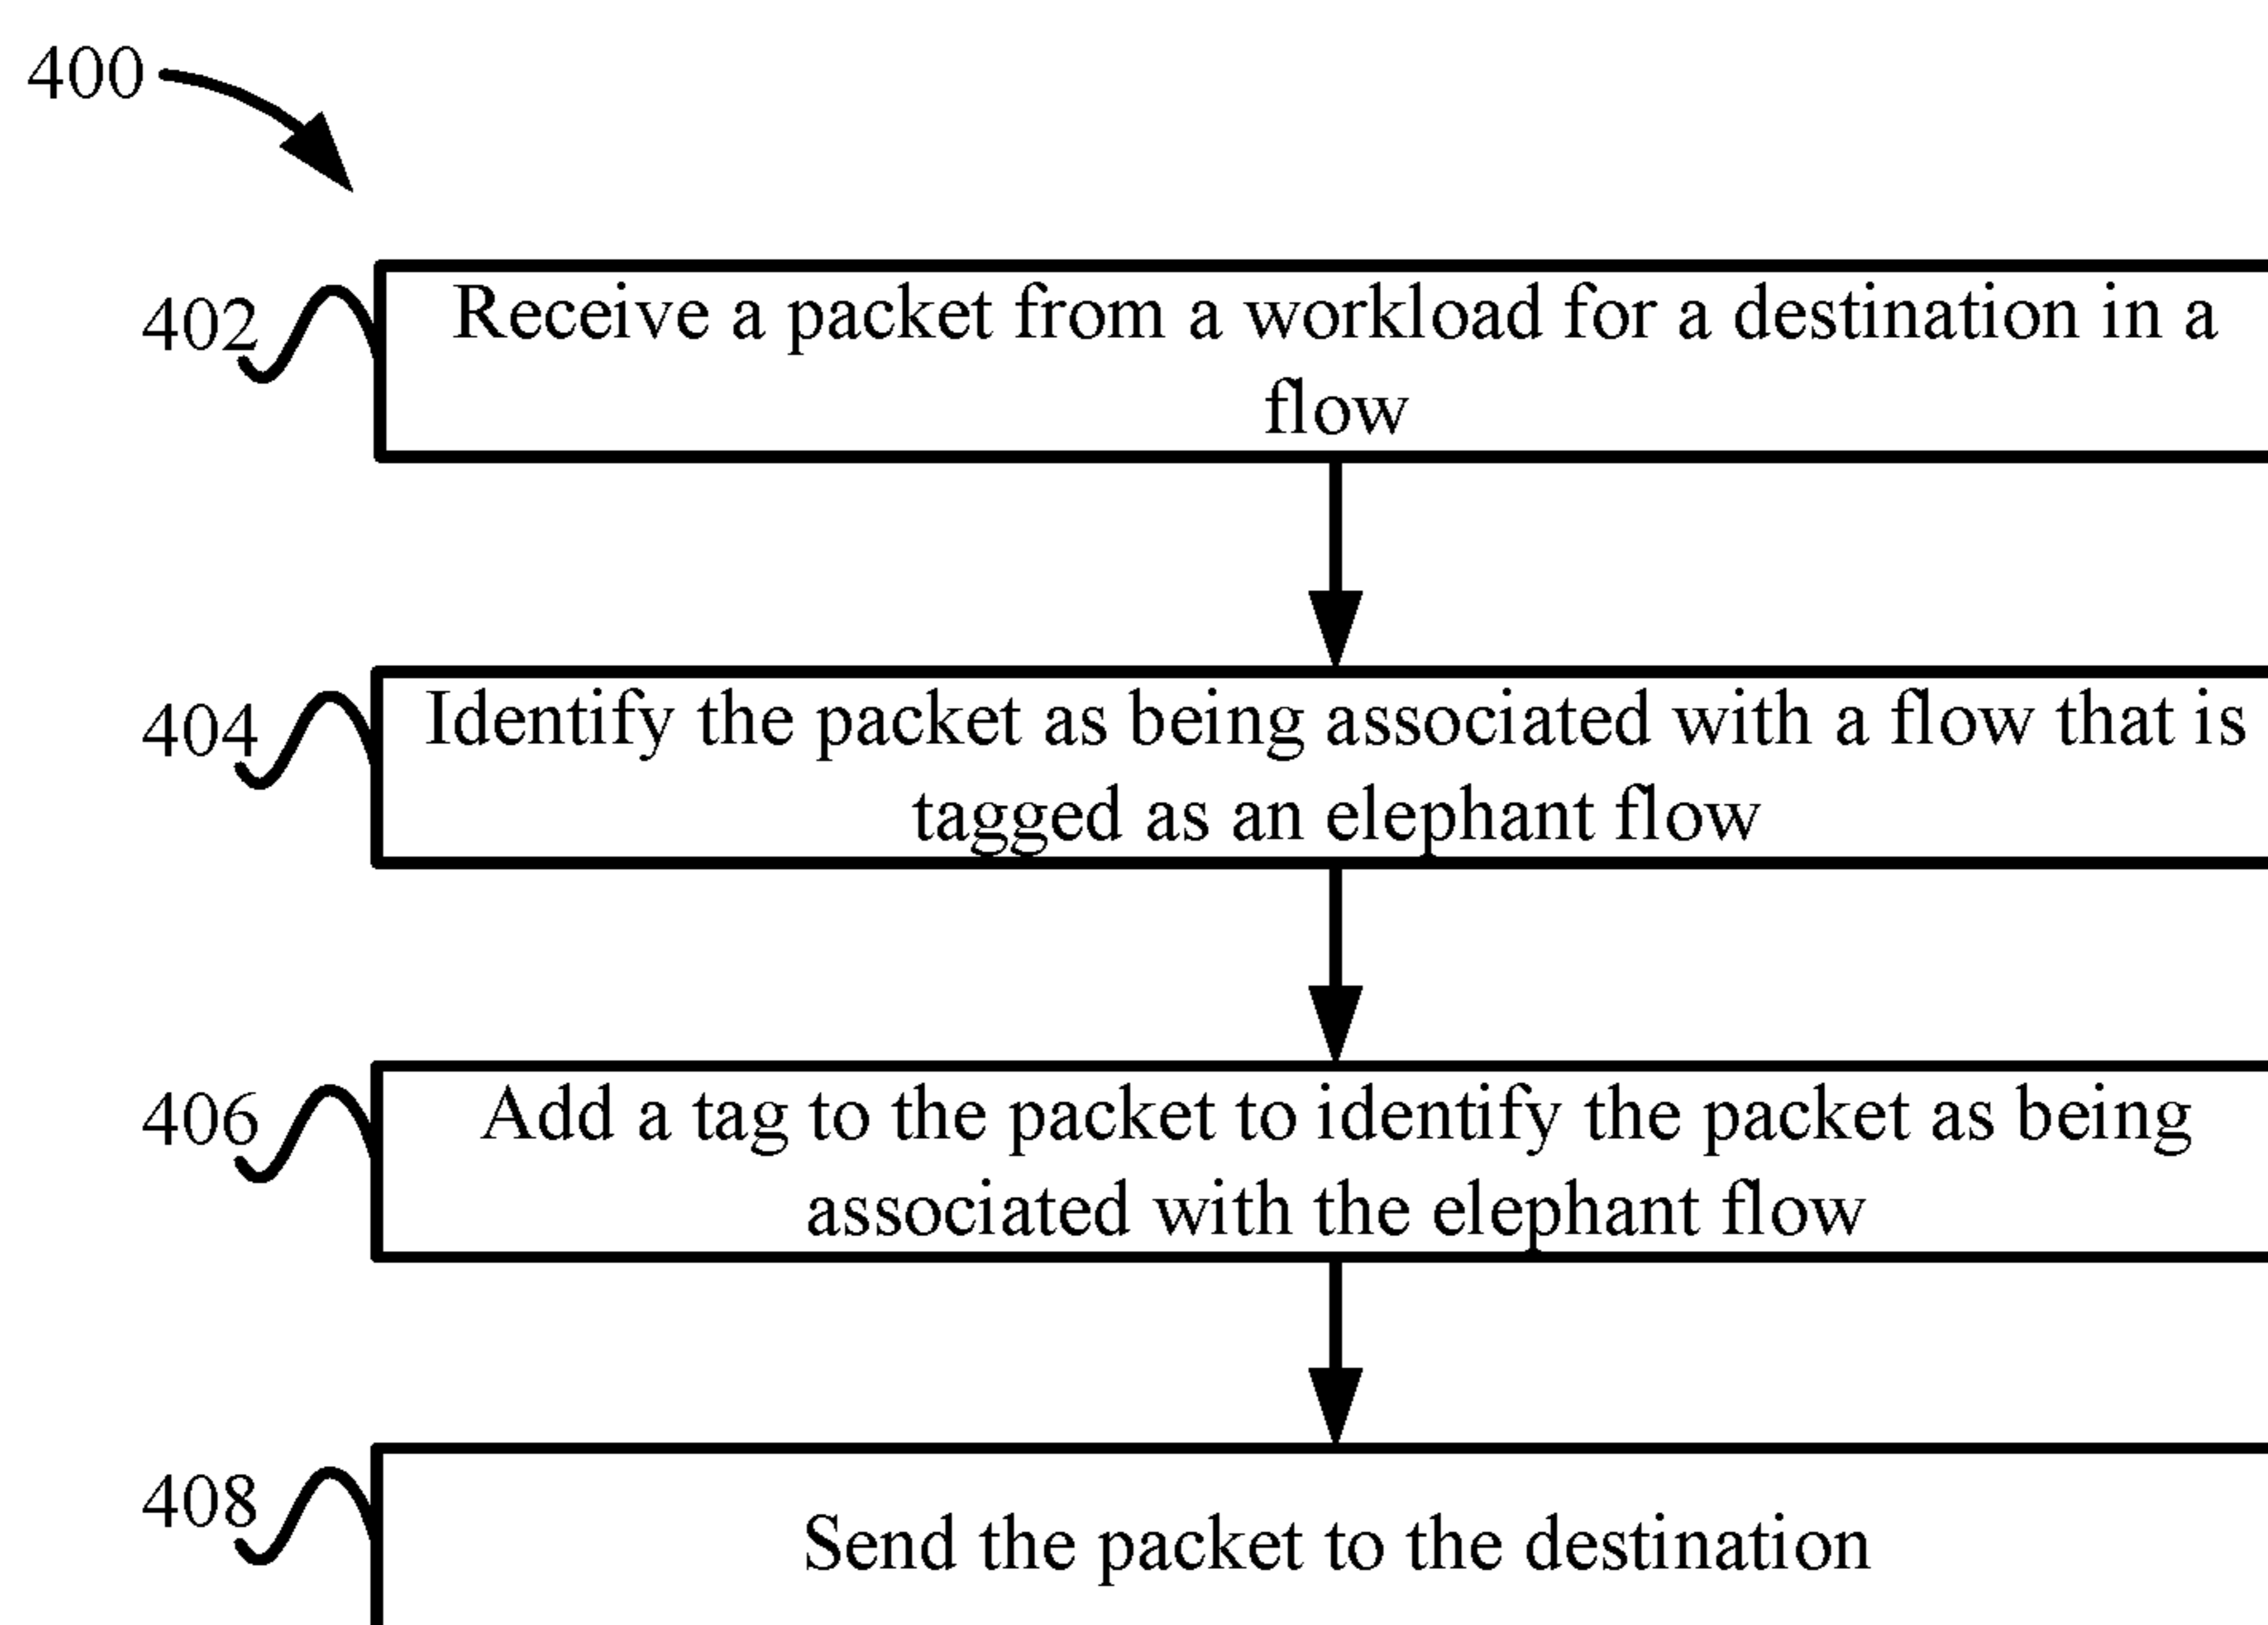 400
402
Receive a packet from a workload for a destination in a
flow
404
Identify the packet as being associated with a flow that is
tagged as an elephant flow
406
Add a tag to the packet to identify the packet as being
associated with the elephant flow
408
Send the packet to the destination